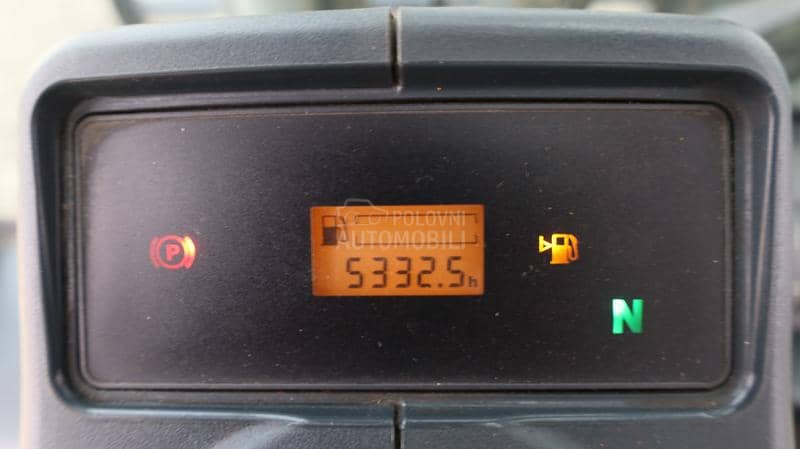 POLOVNI
AUTOMOBILI
P
5332.5h
N